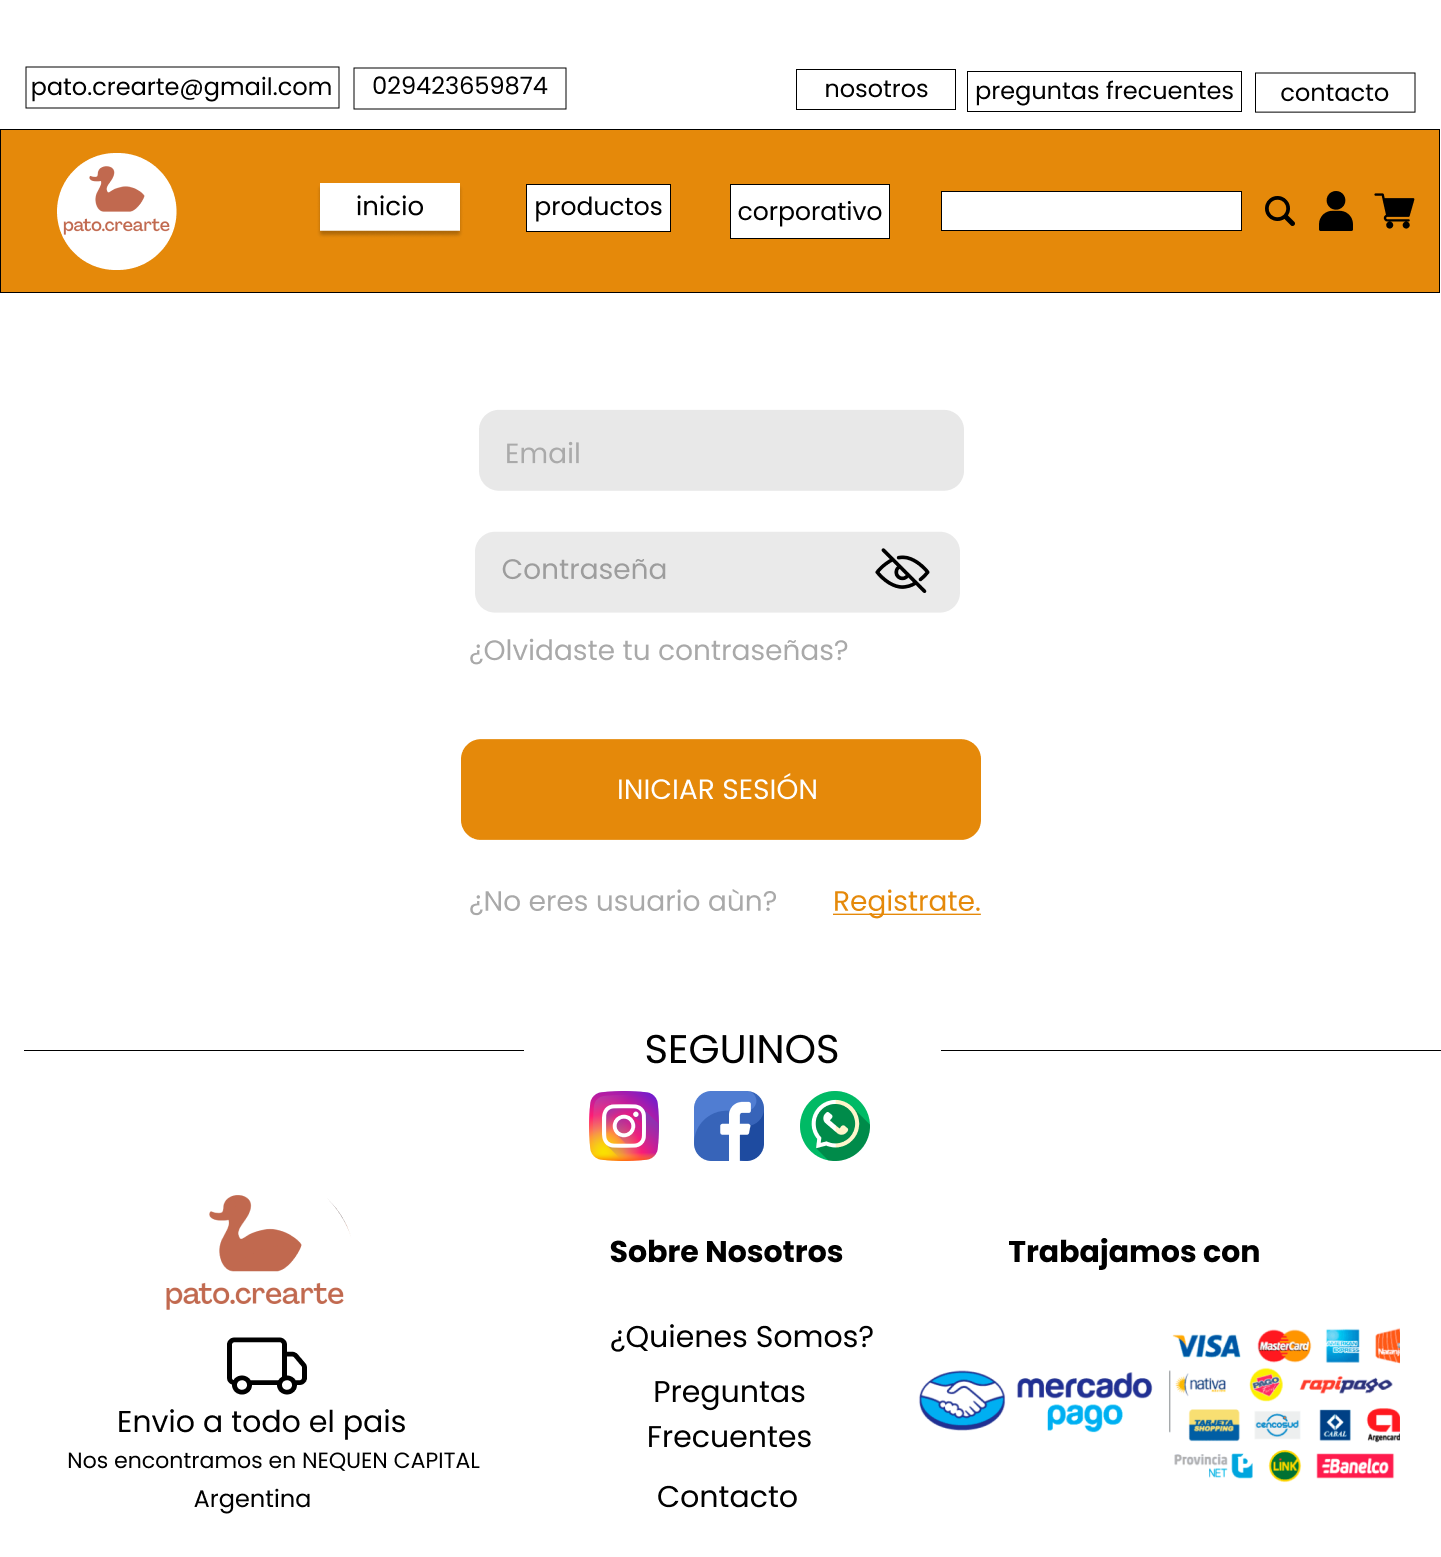 pato.crearte@gmail.com
029423659874
nosotros
preguntas frecuentes
contacto
pato.crearte
inicio
productos
corporativo
Email
Contraseña
¿Olvidaste tu contraseñas?
INICIAR SESIÓN
¿No eres usuario aùn?
Registrate.
SEGUINOS
pato.crearte
Envio a todo el pais
Nos encontramos en NEQUEN CAPITAL
Argentina
Sobre Nosotros
¿Quienes Somos?
Preguntas
Frecuentes
Contacto
Trabajamos con
mercado
pago
VISA
MasterCard
nativa
PAGO
rapipago
TARJETA
SHOPPING
cencosud
CABAL
Argencard
Provincia
NET
LINK
Banelco